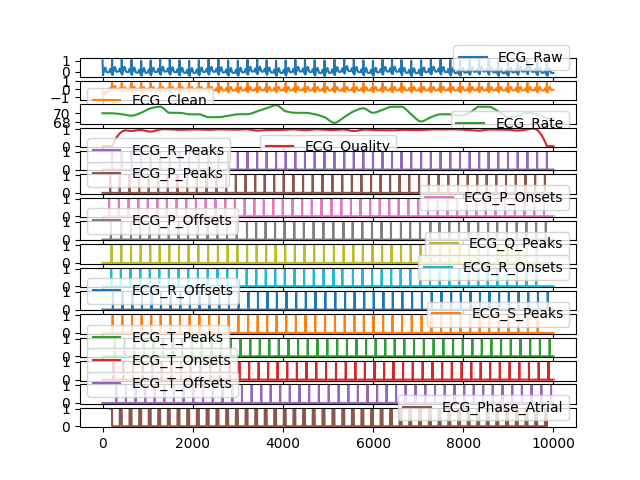 1
ECG_Raw
0
1
0
−1
ECG_Clean
70
68
ECG_Rate
1
0
ECG_Quality
1
0
ECG_R_Peaks
1
0
ECG_P_Peaks
1
0
ECG_P_Onsets
1
0
ECG_P_Offsets
1
0
ECG_Q_Peaks
1
0
ECG_R_Onsets
1
0
ECG_R_Offsets
1
0
ECG_S_Peaks
1
0
ECG_T_Peaks
1
0
ECG_T_Onsets
1
0
ECG_T_Offsets
1
0
ECG_Phase_Atrial
0 2000 4000 6000 8000 10000